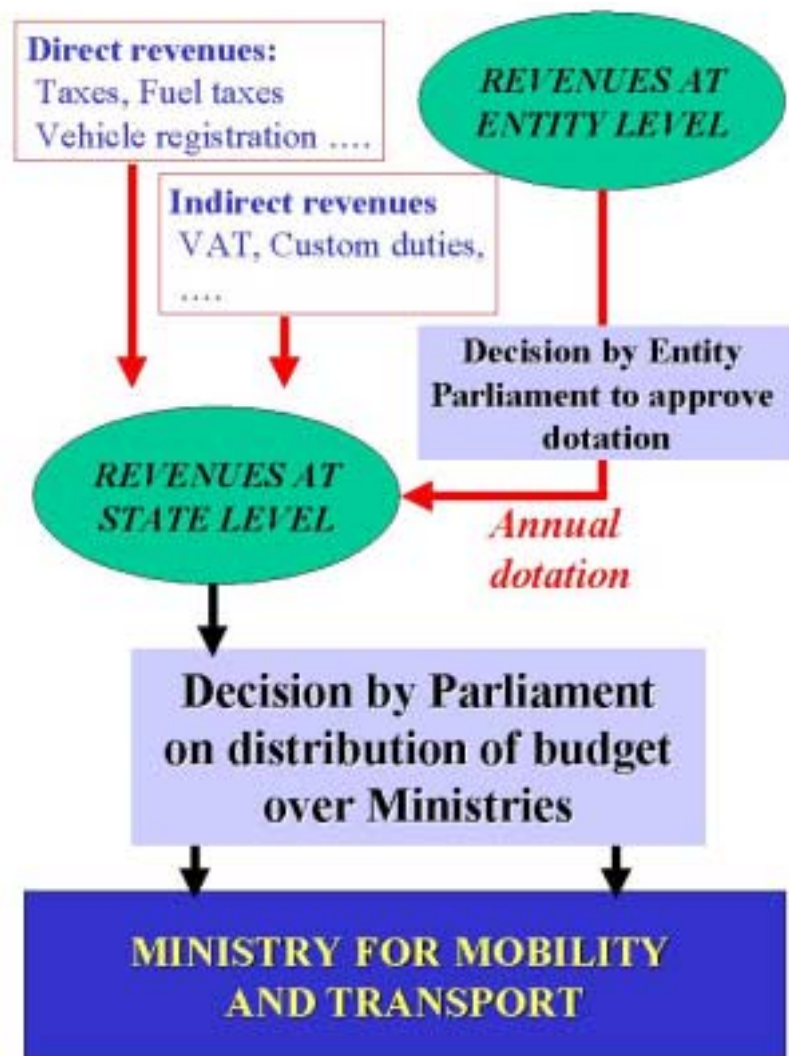 Direct revenues:
Taxes, Fuel taxes
Vehicle registration ....
REVENUES AT
ENTITY LEVEL
Indirect revenues
VAT, Custom duties,
....
Decision by Entity
Parliament to approve
dotation
REVENUES AT
STATE LEVEL
Annual
dotation
Decision by Parliament
on distribution of budget
over Ministries
MINISTRY FOR MOBILITY
AND TRANSPORT